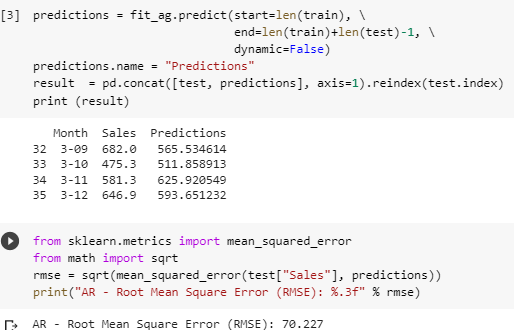 [3] predictions = fit_ag.predict(start=len(train), \
end=len(train)+len(test)-1, \
dynamic=False)
predictions.name = "Predictions"
result  = pd.concat([test, predictions], axis=1).reindex(test.index)
print (result)
Month Sales Predictions
32 3-09 682.0 565.534614
33 3-10 475.3 511.858913
34 3-11 581.3 625.920549
35 3-12 646.9 593.651232
from sklearn.metrics import mean_squared_error
from math import sqrt
rmse = sqrt(mean_squared_error(test["Sales"], predictions))
print("AR - Root Mean Square Error (RMSE): %.3f" % rmse)
AR - Root Mean Square Error (RMSE): 70.227